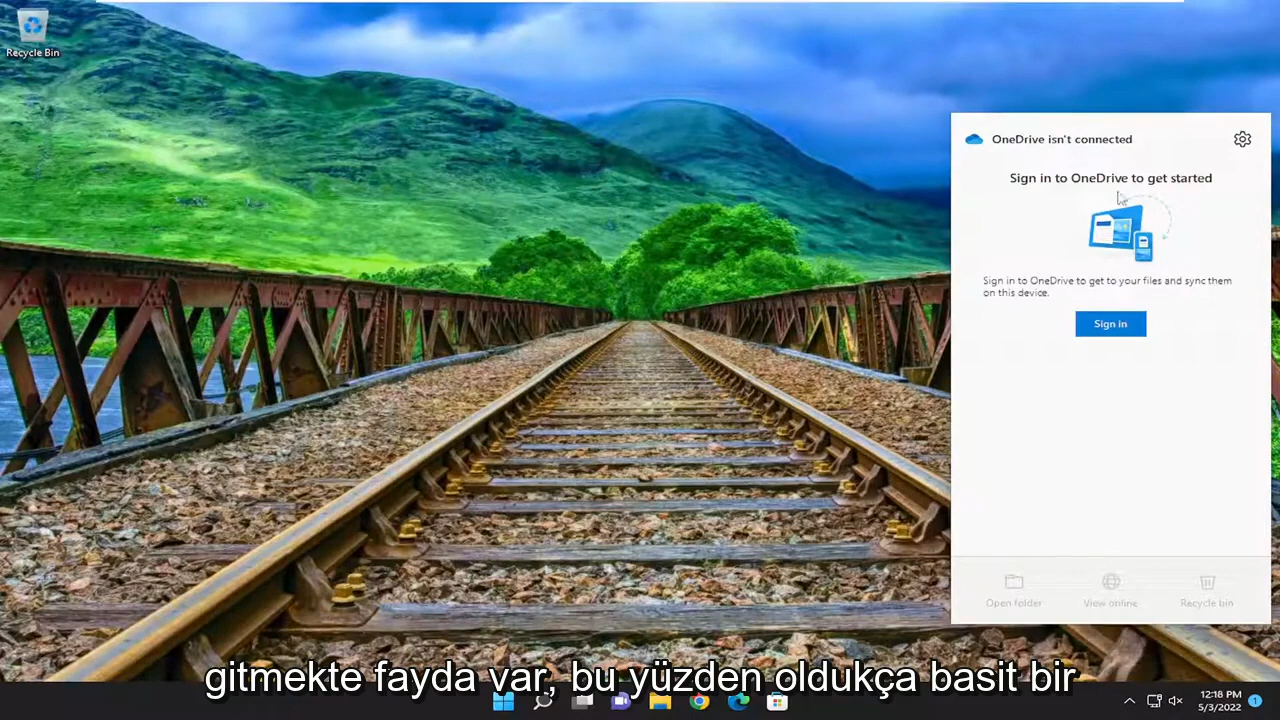 Recycle Bin
OneDrive isn't connected
Sign in to OneDrive to get started
Sign in to OneDrive to get to your files and sync them
on this device.
Sign in
Open folder
View online
Recycle bin
gitmekte fayda var, bu yüzden oldukça basit bir
12:18 PM
5/3/2022
1